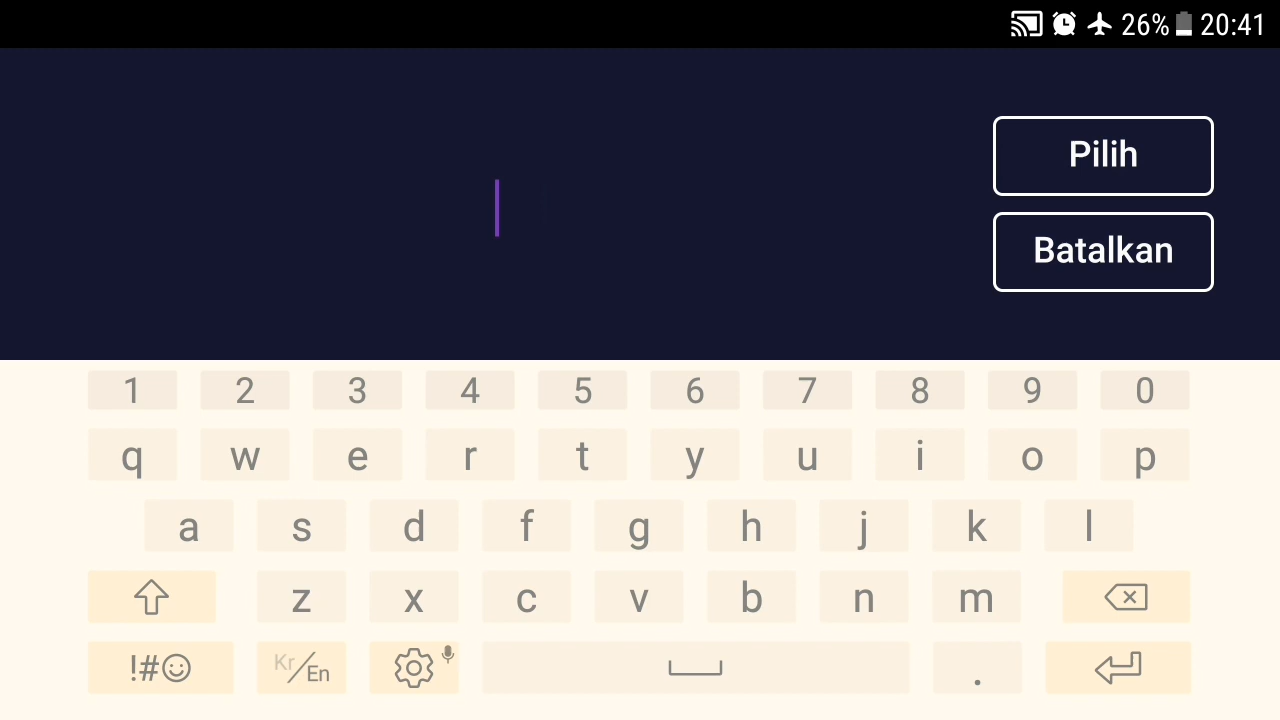 26% 20:41
Pilih
Batalkan
1 2 3 4 5 6 7 8 9 0
q w e r t y u i o p
a s d f g h j k l
z x c v b n m
!#☺ Kr/En .